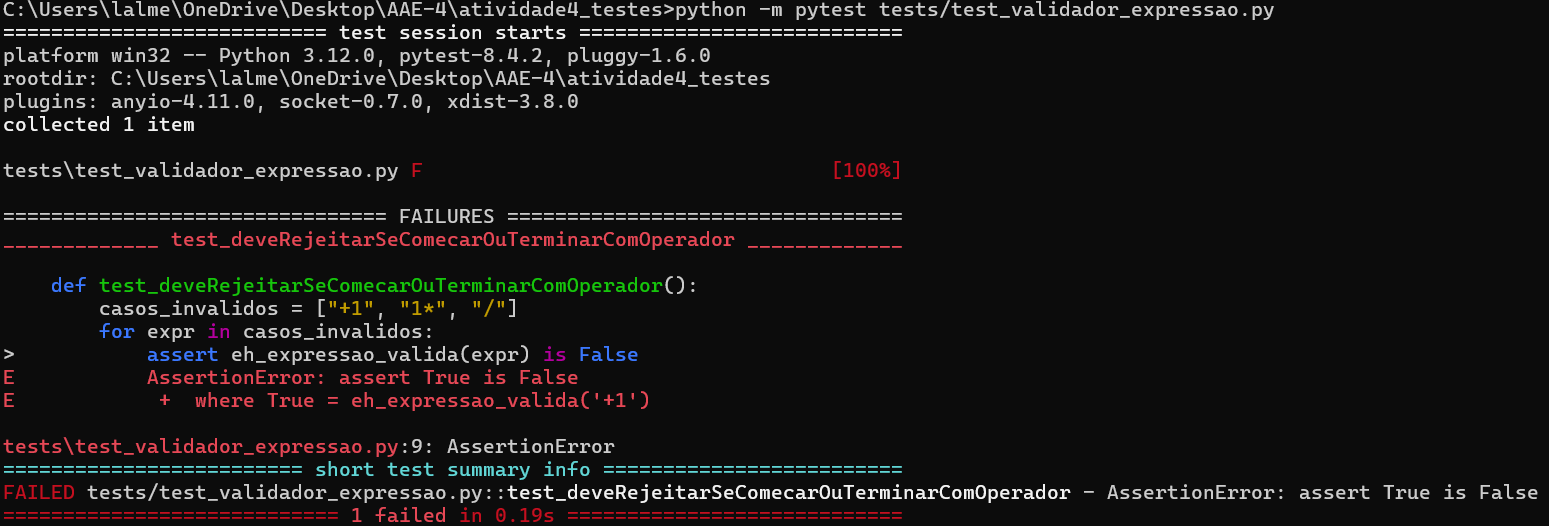 C:\Users\lalme\OneDrive\Desktop\AAE-4\atividade4_testes>python -m pytest tests/test_validador_expressao.py
=========================== test session starts ===========================
platform win32 -- Python 3.12.0, pytest-8.4.2, pluggy-1.6.0
rootdir: C:\Users\lalme\OneDrive\Desktop\AAE-4\atividade4_testes
plugins: anyio-4.11.0, socket-0.7.0, xdist-3.8.0
collected 1 item

tests\test_validador_expressao.py F                                  [100%]

================================ FAILURES =================================
_____________ test_deveRejeitarSeComecarOuTerminarComOperador _____________

    def test_deveRejeitarSeComecarOuTerminarComOperador():
        casos_invalidos = ["+1", "1*", "/"]
        for expr in casos_invalidos:
>           assert eh_expressao_valida(expr) is False
E           AssertionError: assert True is False
E            +  where True = eh_expressao_valida('+1')

tests\test_validador_expressao.py:9: AssertionError
========================= short test summary info =========================
FAILED tests/test_validador_expressao.py::test_deveRejeitarSeComecarOuTerminarComOperador - AssertionError: assert True is False
============================ 1 failed in 0.19s ============================